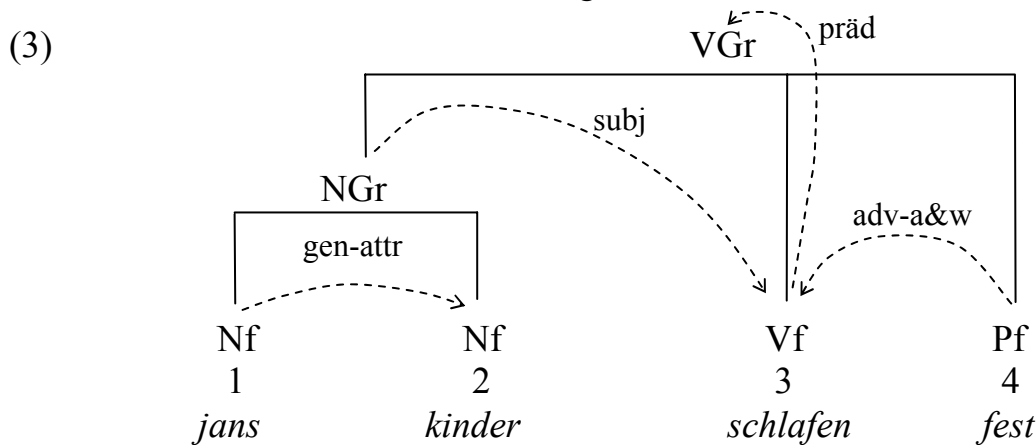 (3)
VGr
präd
subj
NGr
adv-a&w
gen-attr
Nf Nf Vf Pf
1 2 3 4
jans kinder schlafen fest